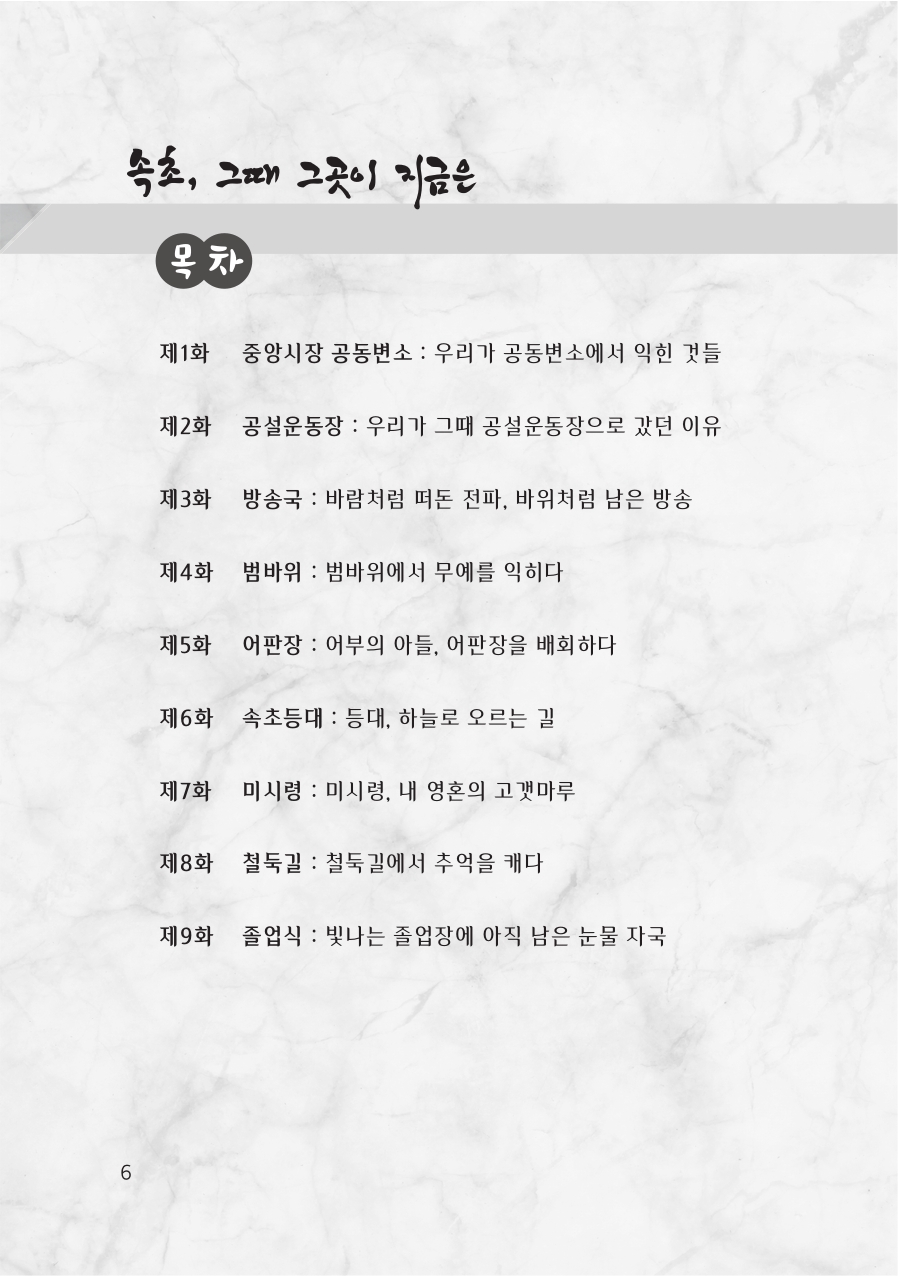 속초, 그때 그곳이 지금은
목차
제1화 중앙시장 공동변소 : 우리가 공동변소에서 익힌 것들
제2화 공설운동장 : 우리가 그때 공설운동장으로 갔던 이유
제3화 방송국 : 바람처럼 떠돈 전파, 바위처럼 남은 방송
제4화 범바위 : 범바위에서 무예를 익히다
제5화 어판장 : 어부의 아들, 어판장을 배회하다
제6화 속초등대 : 등대, 하늘로 오르는 길
제7화 미시령 : 미시령, 내 영혼의 고갯마루
제8화 철둑길 : 철둑길에서 추억을 캐다
제9화 졸업식 : 빛나는 졸업장에 아직 남은 눈물 자국
6